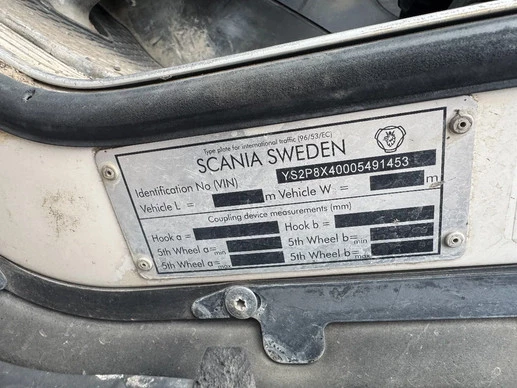 Type plate for international traffic (96/53/EC)
SCANIA SWEDEN
Identification No (VIN) YS2P8X40005491453
Vehicle L = m Vehicle W = m
Coupling device measurements (mm)
Hook a = Hook b =
5th Wheel a=min 5th Wheel b=min
5th Wheel a=max 5th Wheel b=max